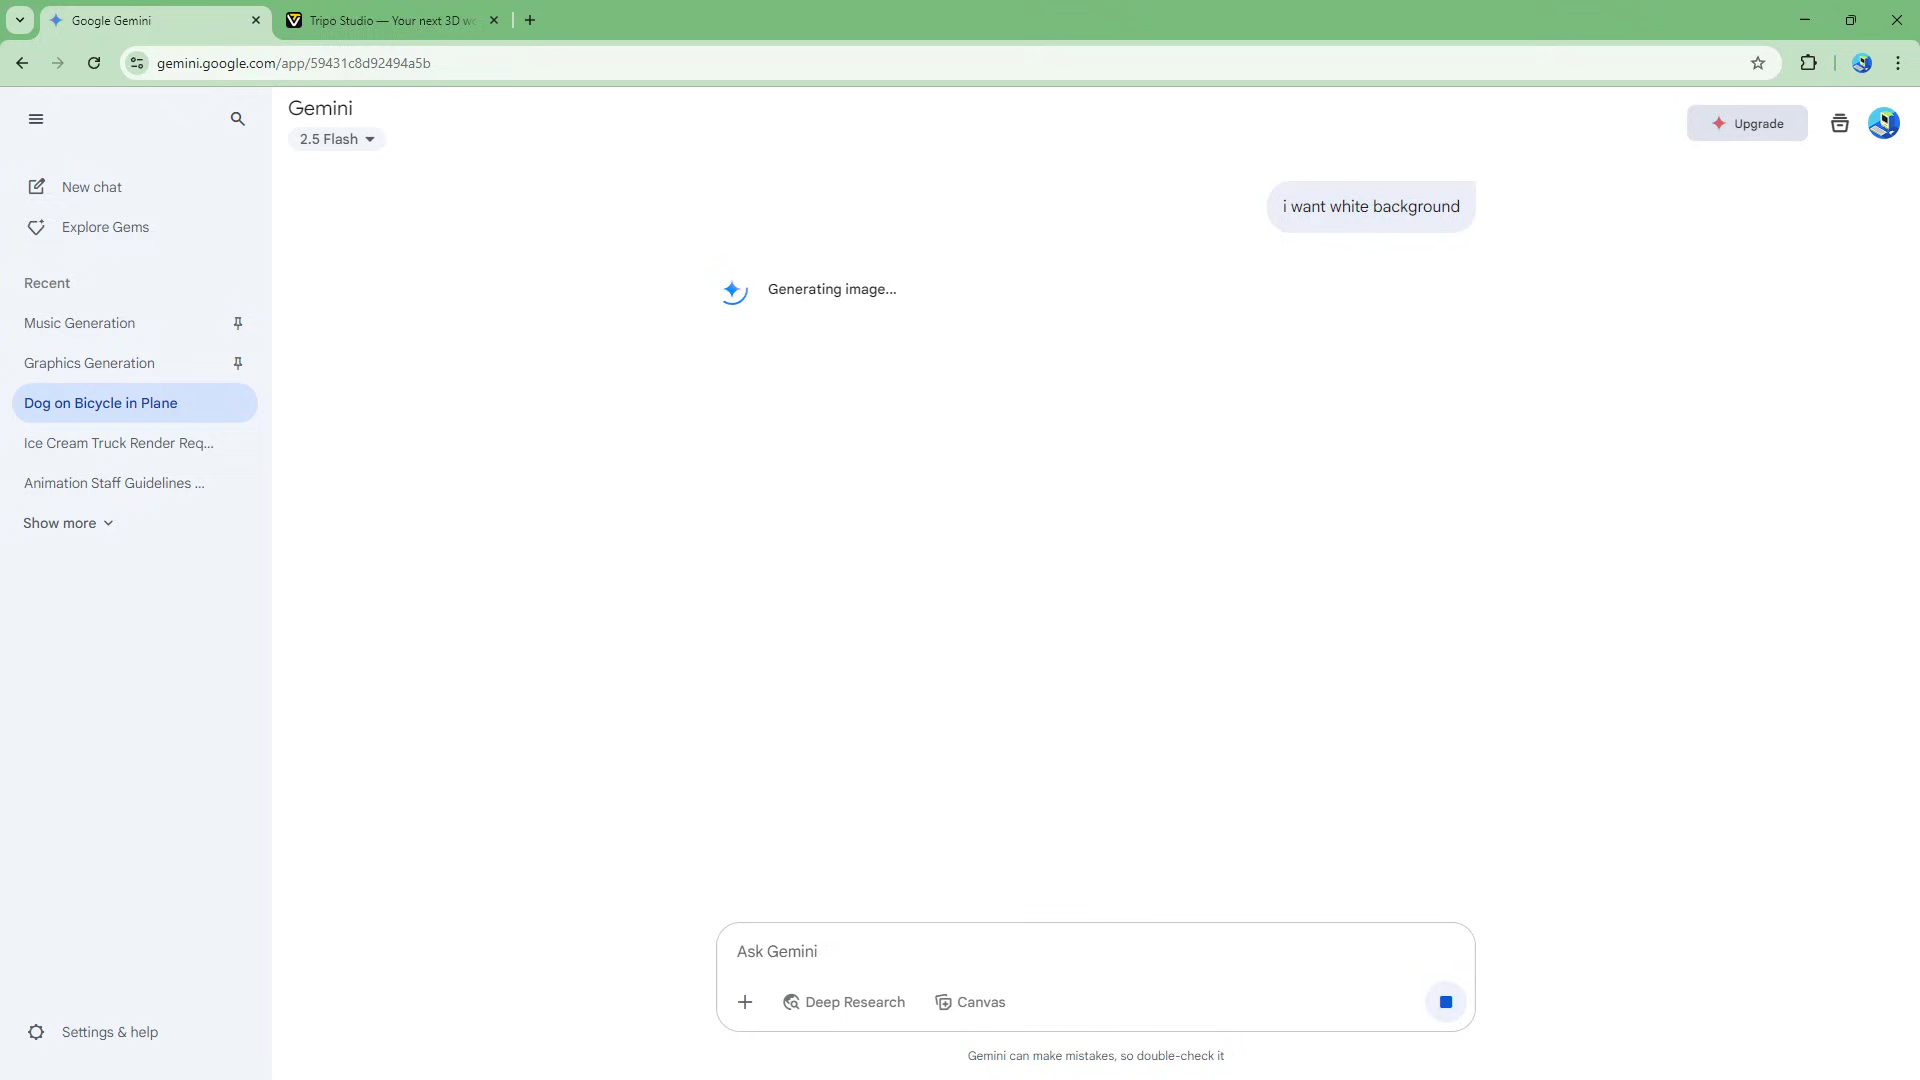 Google Gemini
Tripo Studio — Your next 3D wo
gemini.google.com/app/59431c8d92494a5b
Gemini
2.5 Flash
Upgrade
New chat
Explore Gems
Recent
Music Generation
Graphics Generation
Dog on Bicycle in Plane
Ice Cream Truck Render Req...
Animation Staff Guidelines ...
Show more
Settings & help
i want white background
Generating image...
Ask Gemini
Deep Research
Canvas
Gemini can make mistakes, so double-check it